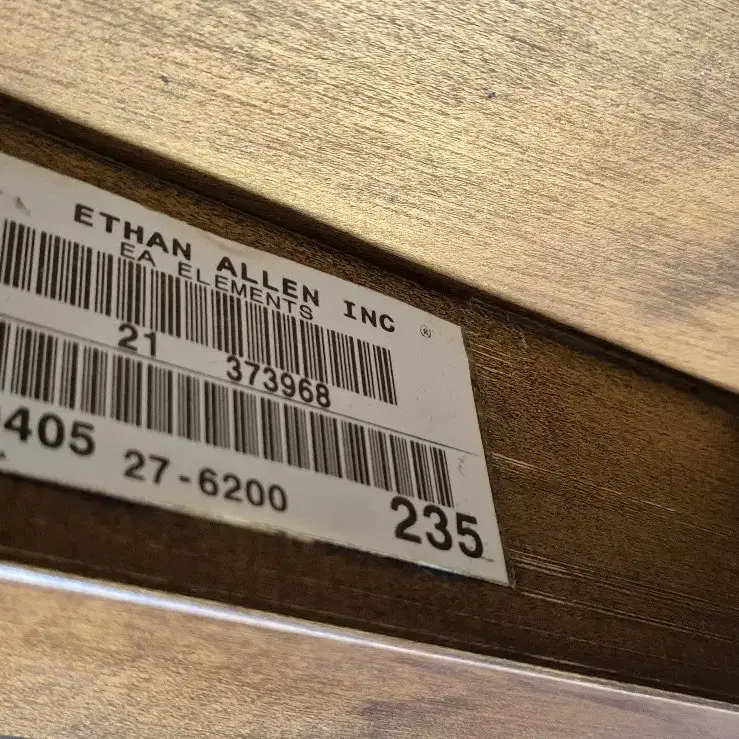 ETHAN ALLEN INC ®
EA ELEMENTS
21 373968
405 27-6200 235